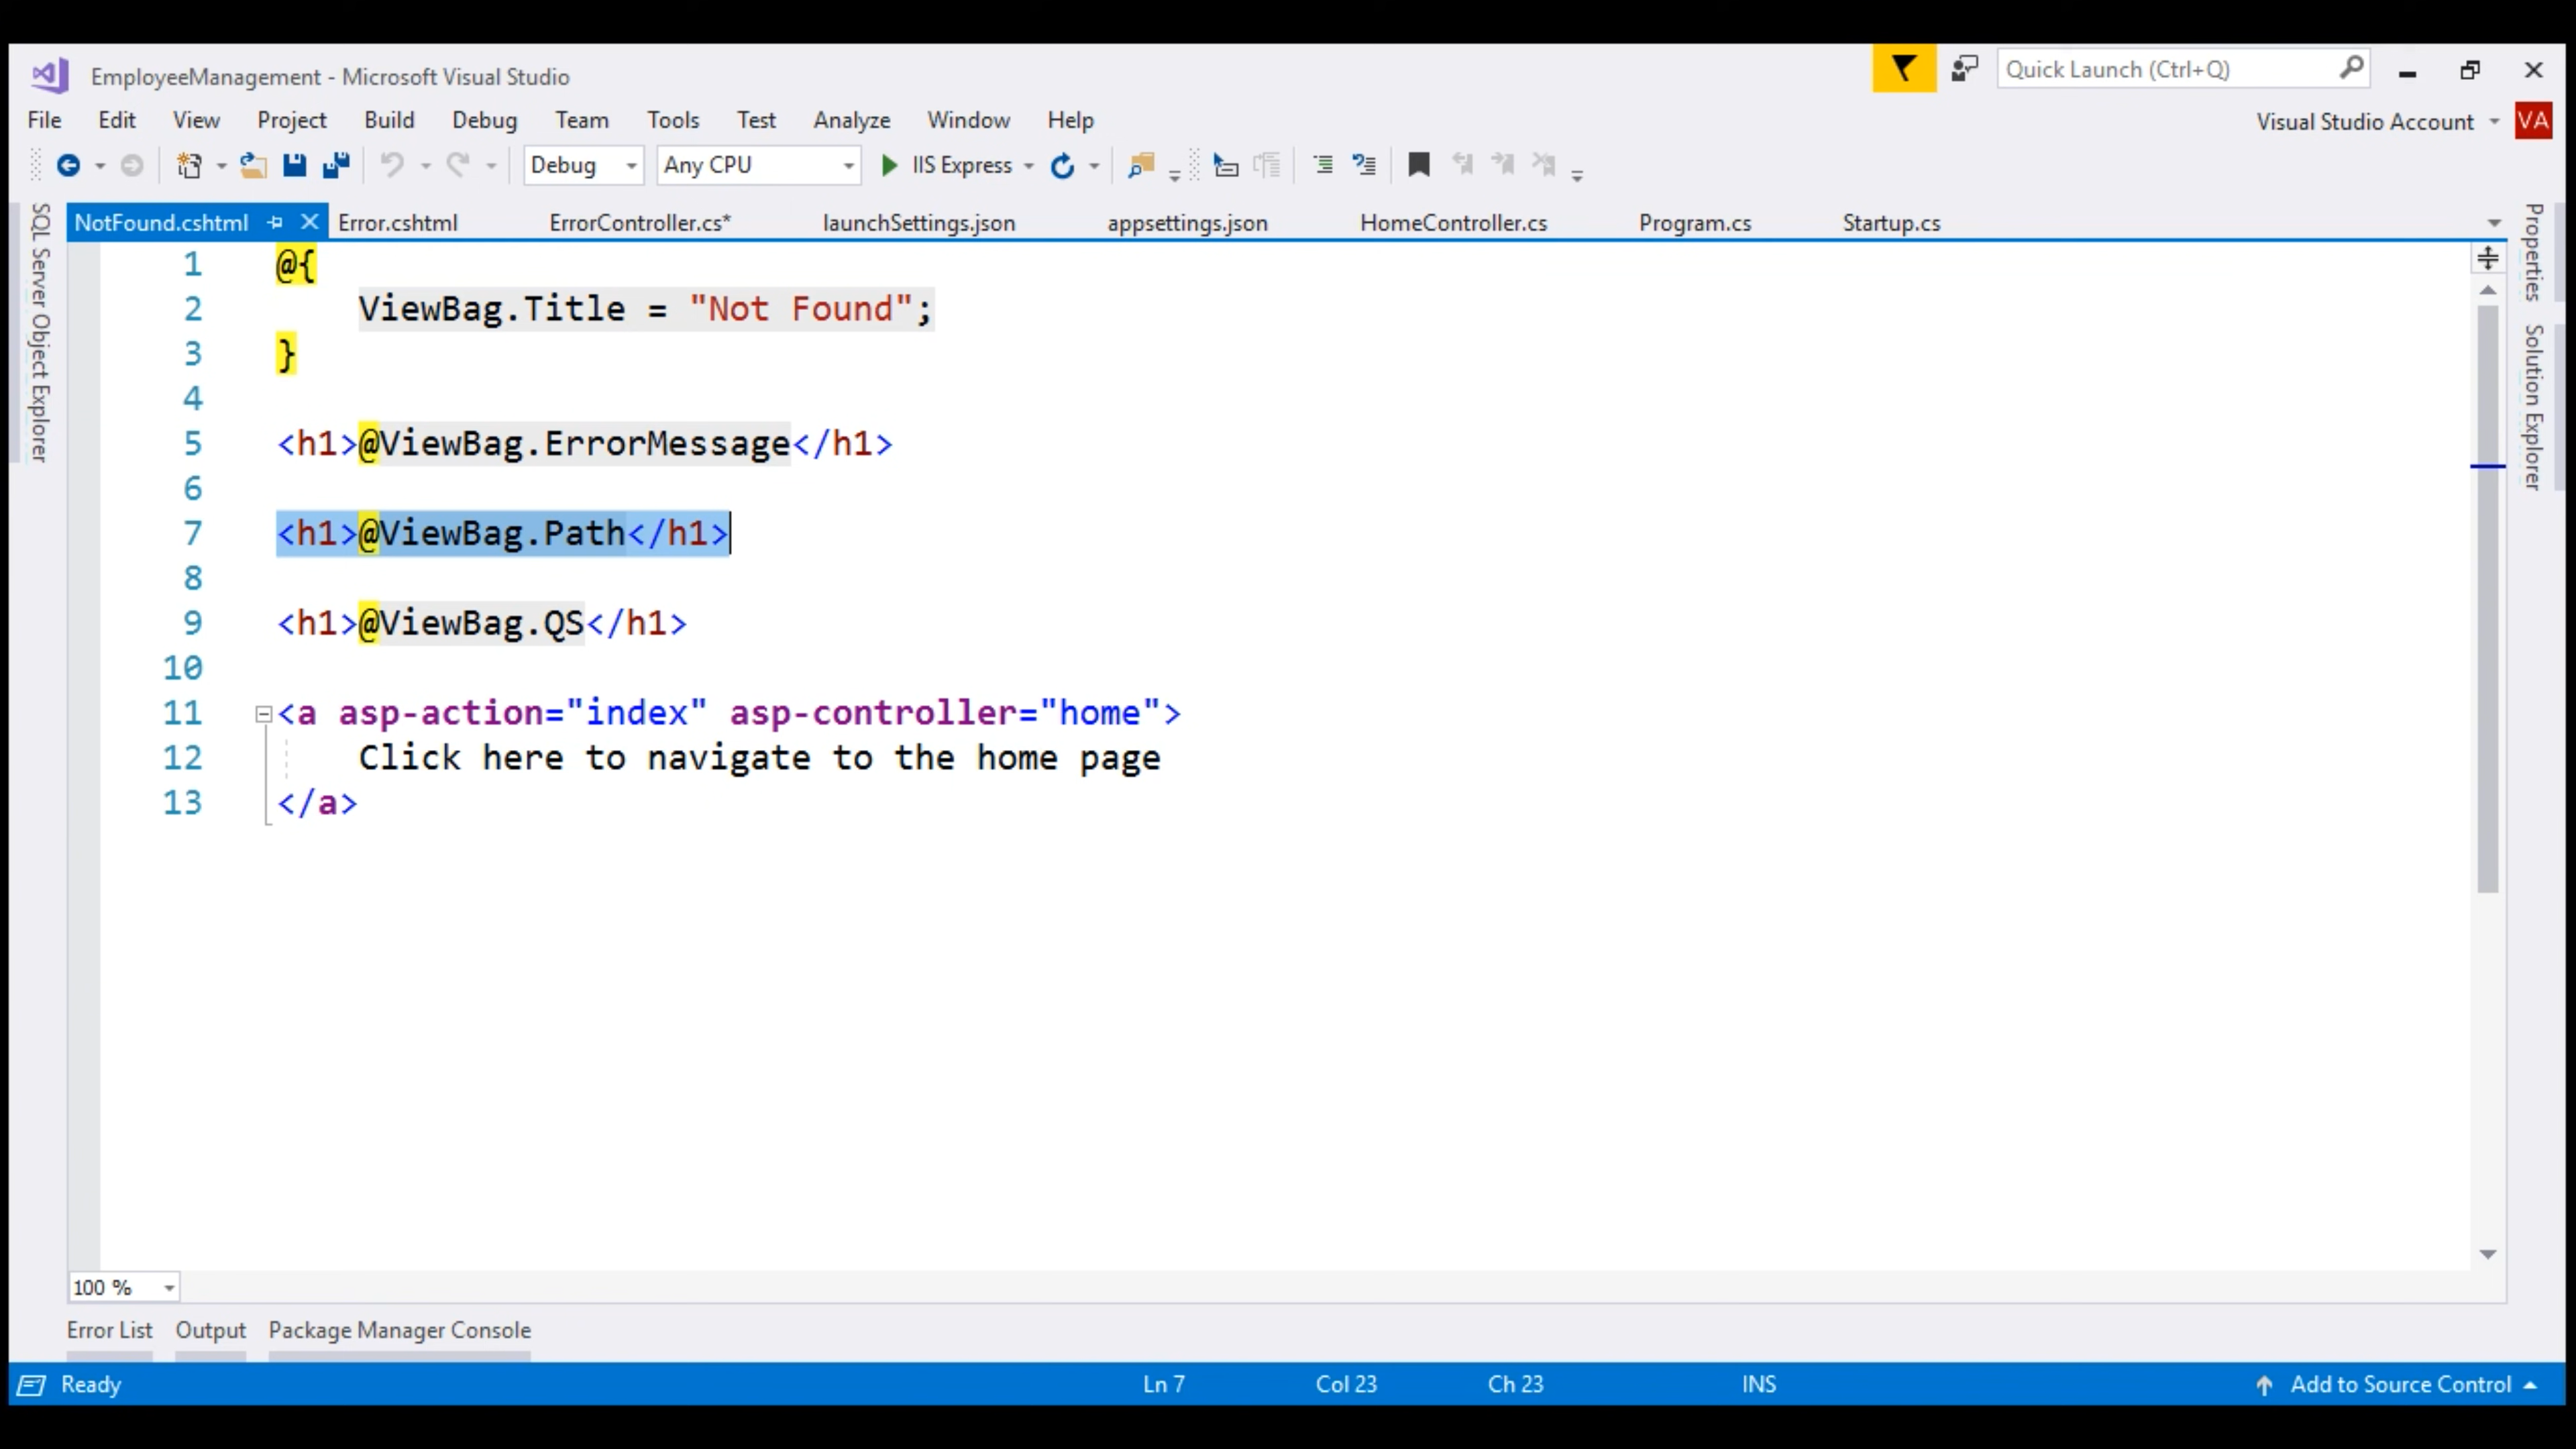 EmployeeManagement - Microsoft Visual Studio
Quick Launch (Ctrl+Q)
File Edit View Project Build Debug Team Tools Test Analyze Window Help
Visual Studio Account VA
Debug Any CPU IIS Express
NotFound.cshtml Error.cshtml ErrorController.cs* launchSettings.json appsettings.json HomeController.cs Program.cs Startup.cs
SQL Server Object Explorer
Properties
Solution Explorer
1 @{
2 ViewBag.Title = "Not Found";
3 }
4
5 <h1>@ViewBag.ErrorMessage</h1>
6
7 <h1>@ViewBag.Path</h1>
8
9 <h1>@ViewBag.QS</h1>
10
11 <a asp-action="index" asp-controller="home">
12 Click here to navigate to the home page
13 </a>
100 %
Error List Output Package Manager Console
Ready Ln 7 Col 23 Ch 23 INS Add to Source Control